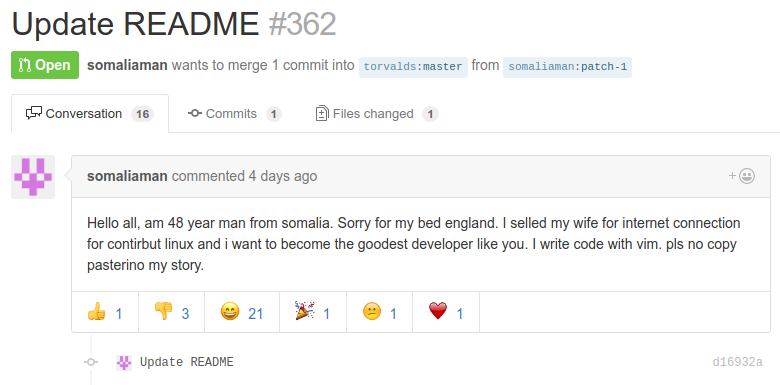 Update README #362
Open somaliaman wants to merge 1 commit into torvalds:master from somaliaman:patch-1
Conversation 16 Commits 1 Files changed 1
somaliaman commented 4 days ago +
Hello all, am 48 year man from somalia. Sorry for my bed england. I selled my wife for internet connection
for contirbut linux and i want to become the goodest developer like you. I write code with vim. pls no copy
pasterino my story.
1 3 21 1 1 1
Update README d16932a